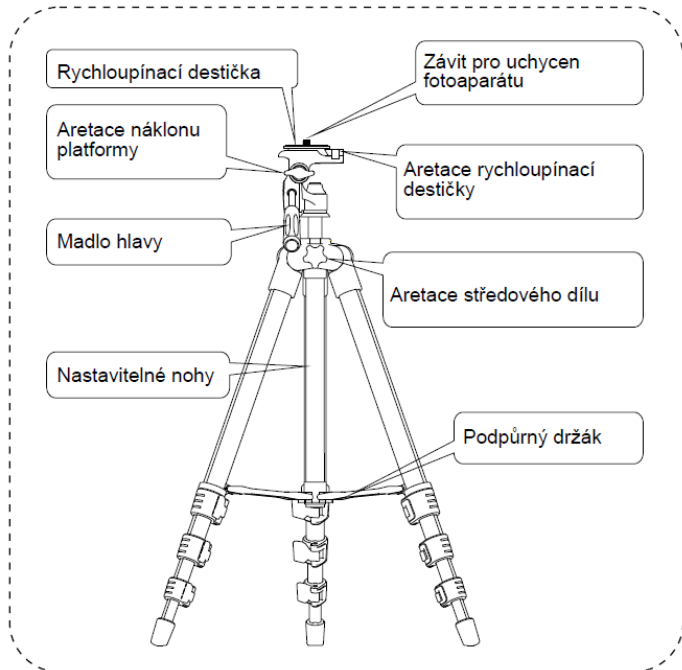 Rychloupínací destička
Závit pro uchycen
fotoaparátu
Aretace náklonu
platformy
Aretace rychloupínací
destičky
Madlo hlavy
Aretace středového dílu
Nastavitelné nohy
Podpůrný držák